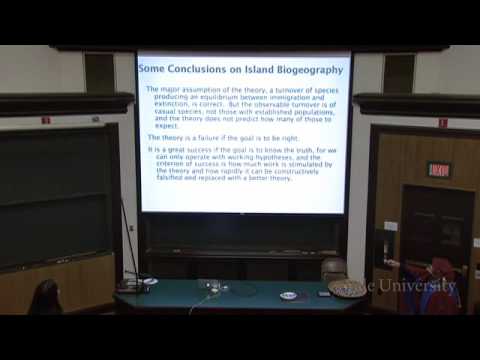 Some Conclusions on Island Biogeography
The major assumption of the theory, a turnover of species
producing an equilibrium between immigration and
extinction, is correct. But the observable turnover is of
casual species, not those with established populations,
and the theory does not predict how many of those to
expect.
The theory is a failure if the goal is to be right.
It is a great success if the goal is to know the truth, for we
can only operate with working hypotheses, and the
criterion of success is how much work is stimulated by
the theory and how rapidly it can be constructively
falsified and replaced with a better theory.
EXIT
University